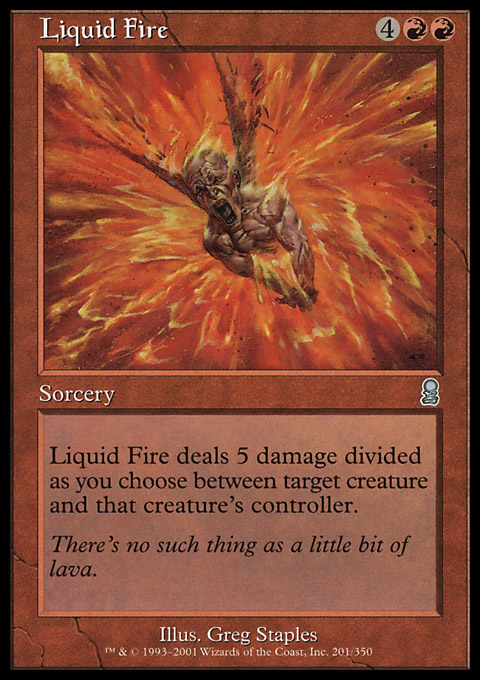 Liquid Fire 4
Sorcery
Liquid Fire deals 5 damage divided
as you choose between target creature
and that creature's controller.
There's no such thing as a little bit of
lava.
Illus. Greg Staples
™ & © 1993–2001 Wizards of the Coast, Inc. 201/350